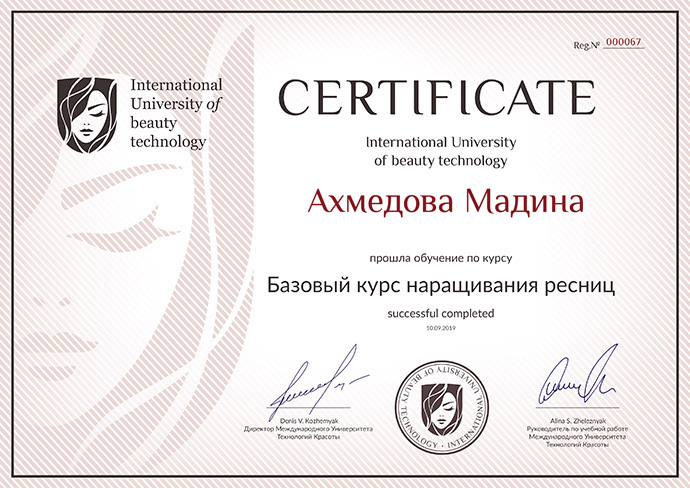 Reg.№ 000067
International
University of
beauty
technology
CERTIFICATE
International University
of beauty technology
Ахмедова Мадина
прошла обучение по курсу
Базовый курс наращивания ресниц
successful completed
10.09.2019
Denis V. Kozhemyak
Директор Международного Университета
Технологий Красоты
INTERNATIONAL UNIVERSITY OF BEAUTY TECHNOLOGY
Alina S. Zheleznyak
Руководитель по учебной работе
Международного Университета
Технологий Красоты